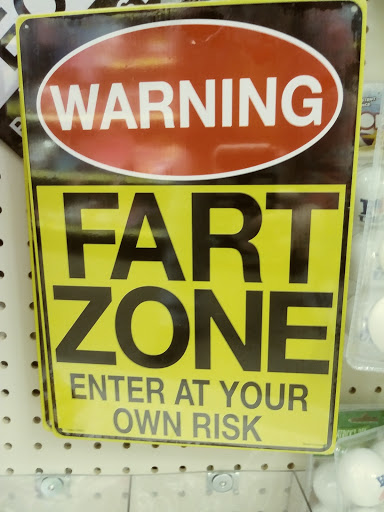 WARNING
FART
ZONE
ENTER AT YOUR
OWN RISK